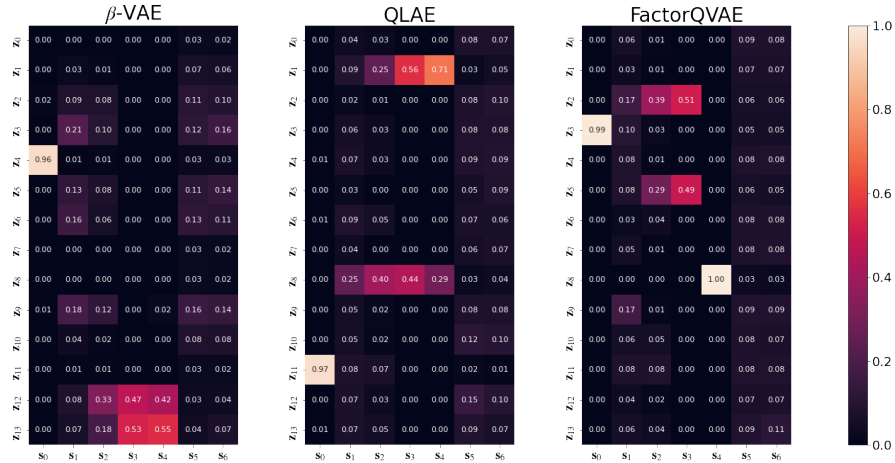 β-VAE QLAE FactorQVAE
z0 0.00 0.00 0.00 0.00 0.00 0.03 0.02 z0 0.00 0.04 0.03 0.00 0.00 0.08 0.07 z0 0.00 0.06 0.01 0.00 0.00 0.09 0.08 1.0
z1 0.00 0.03 0.01 0.00 0.00 0.07 0.06 z1 0.00 0.09 0.25 0.56 0.71 0.03 0.05 z1 0.00 0.03 0.01 0.00 0.00 0.07 0.07
z2 0.02 0.09 0.08 0.00 0.00 0.11 0.10 z2 0.00 0.02 0.01 0.00 0.00 0.08 0.10 z2 0.00 0.17 0.39 0.51 0.00 0.06 0.06 0.8
z3 0.00 0.21 0.10 0.00 0.00 0.12 0.16 z3 0.00 0.06 0.03 0.00 0.00 0.08 0.08 z3 0.99 0.10 0.03 0.00 0.00 0.05 0.05
z4 0.96 0.01 0.01 0.00 0.00 0.03 0.03 z4 0.01 0.07 0.03 0.00 0.00 0.09 0.09 z4 0.00 0.08 0.01 0.00 0.00 0.08 0.08
z5 0.00 0.13 0.08 0.00 0.00 0.11 0.14 z5 0.00 0.03 0.01 0.00 0.00 0.05 0.09 z5 0.00 0.08 0.29 0.49 0.00 0.06 0.06 0.6
z6 0.00 0.16 0.06 0.00 0.00 0.13 0.11 z6 0.01 0.09 0.05 0.00 0.00 0.07 0.06 z6 0.00 0.03 0.04 0.00 0.00 0.08 0.08
z7 0.00 0.00 0.00 0.00 0.00 0.03 0.02 z7 0.00 0.04 0.01 0.00 0.00 0.06 0.07 z7 0.00 0.05 0.01 0.00 0.00 0.08 0.08
z8 0.00 0.00 0.00 0.00 0.00 0.03 0.02 z8 0.00 0.25 0.40 0.44 0.29 0.03 0.04 z8 0.00 0.00 0.00 0.00 1.00 0.03 0.03 0.4
z9 0.01 0.18 0.12 0.00 0.02 0.16 0.14 z9 0.00 0.05 0.02 0.00 0.00 0.08 0.08 z9 0.00 0.17 0.01 0.00 0.00 0.09 0.09
z10 0.00 0.04 0.02 0.00 0.00 0.08 0.08 z10 0.00 0.05 0.02 0.00 0.00 0.12 0.10 z10 0.00 0.06 0.05 0.00 0.00 0.08 0.07
z11 0.00 0.01 0.01 0.00 0.00 0.03 0.02 z11 0.97 0.08 0.07 0.00 0.00 0.02 0.01 z11 0.00 0.08 0.08 0.00 0.00 0.08 0.08 0.2
z12 0.00 0.08 0.33 0.47 0.42 0.03 0.04 z12 0.00 0.07 0.03 0.00 0.00 0.15 0.10 z12 0.00 0.04 0.02 0.00 0.00 0.07 0.07
z13 0.00 0.07 0.18 0.53 0.55 0.04 0.07 z13 0.01 0.07 0.05 0.00 0.00 0.09 0.07 z13 0.00 0.06 0.04 0.00 0.00 0.09 0.11 0.0
s0 s1 s2 s3 s4 s5 s6 s0 s1 s2 s3 s4 s5 s6 s0 s1 s2 s3 s4 s5 s6